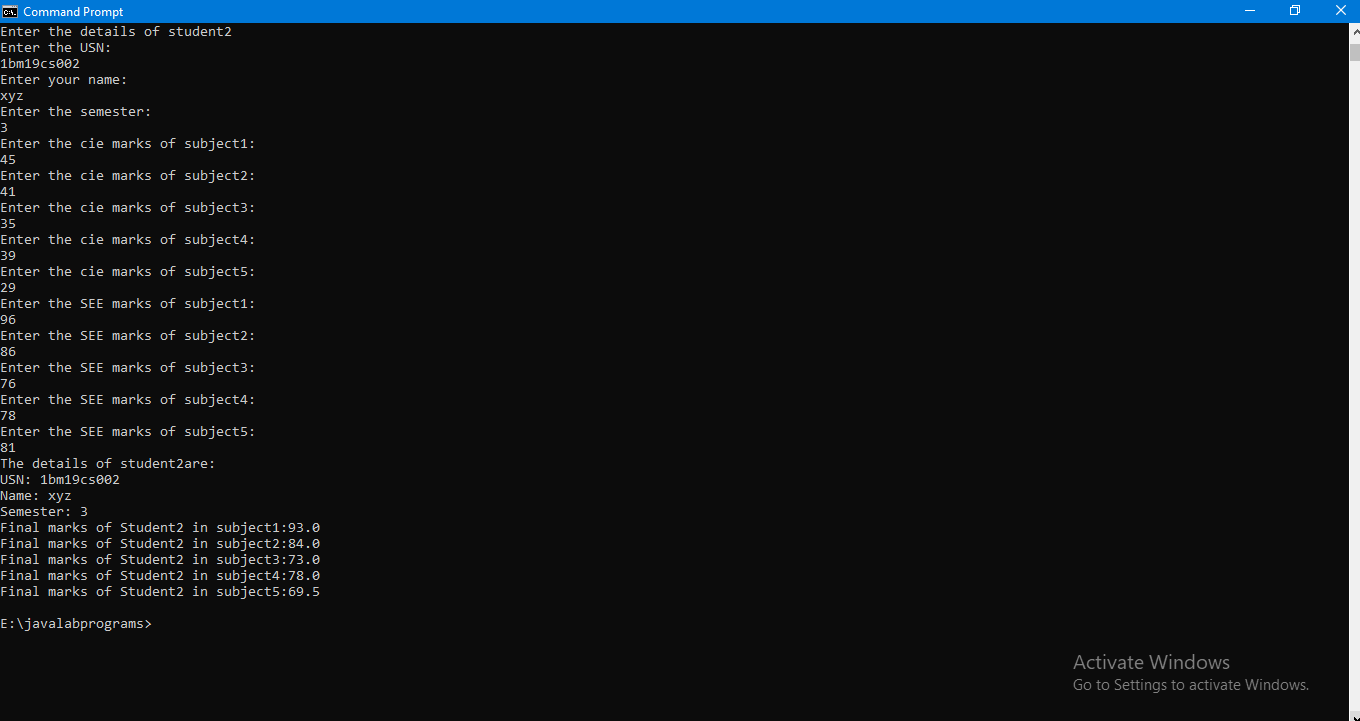 Command Prompt
Enter the details of student2
Enter the USN:
1bm19cs002
Enter your name:
xyz
Enter the semester:
3
Enter the cie marks of subject1:
45
Enter the cie marks of subject2:
41
Enter the cie marks of subject3:
35
Enter the cie marks of subject4:
39
Enter the cie marks of subject5:
29
Enter the SEE marks of subject1:
96
Enter the SEE marks of subject2:
86
Enter the SEE marks of subject3:
76
Enter the SEE marks of subject4:
78
Enter the SEE marks of subject5:
81
The details of student2are:
USN: 1bm19cs002
Name: xyz
Semester: 3
Final marks of Student2 in subject1:93.0
Final marks of Student2 in subject2:84.0
Final marks of Student2 in subject3:73.0
Final marks of Student2 in subject4:78.0
Final marks of Student2 in subject5:69.5
E:\javalabprograms>
Activate Windows
Go to Settings to activate Windows.